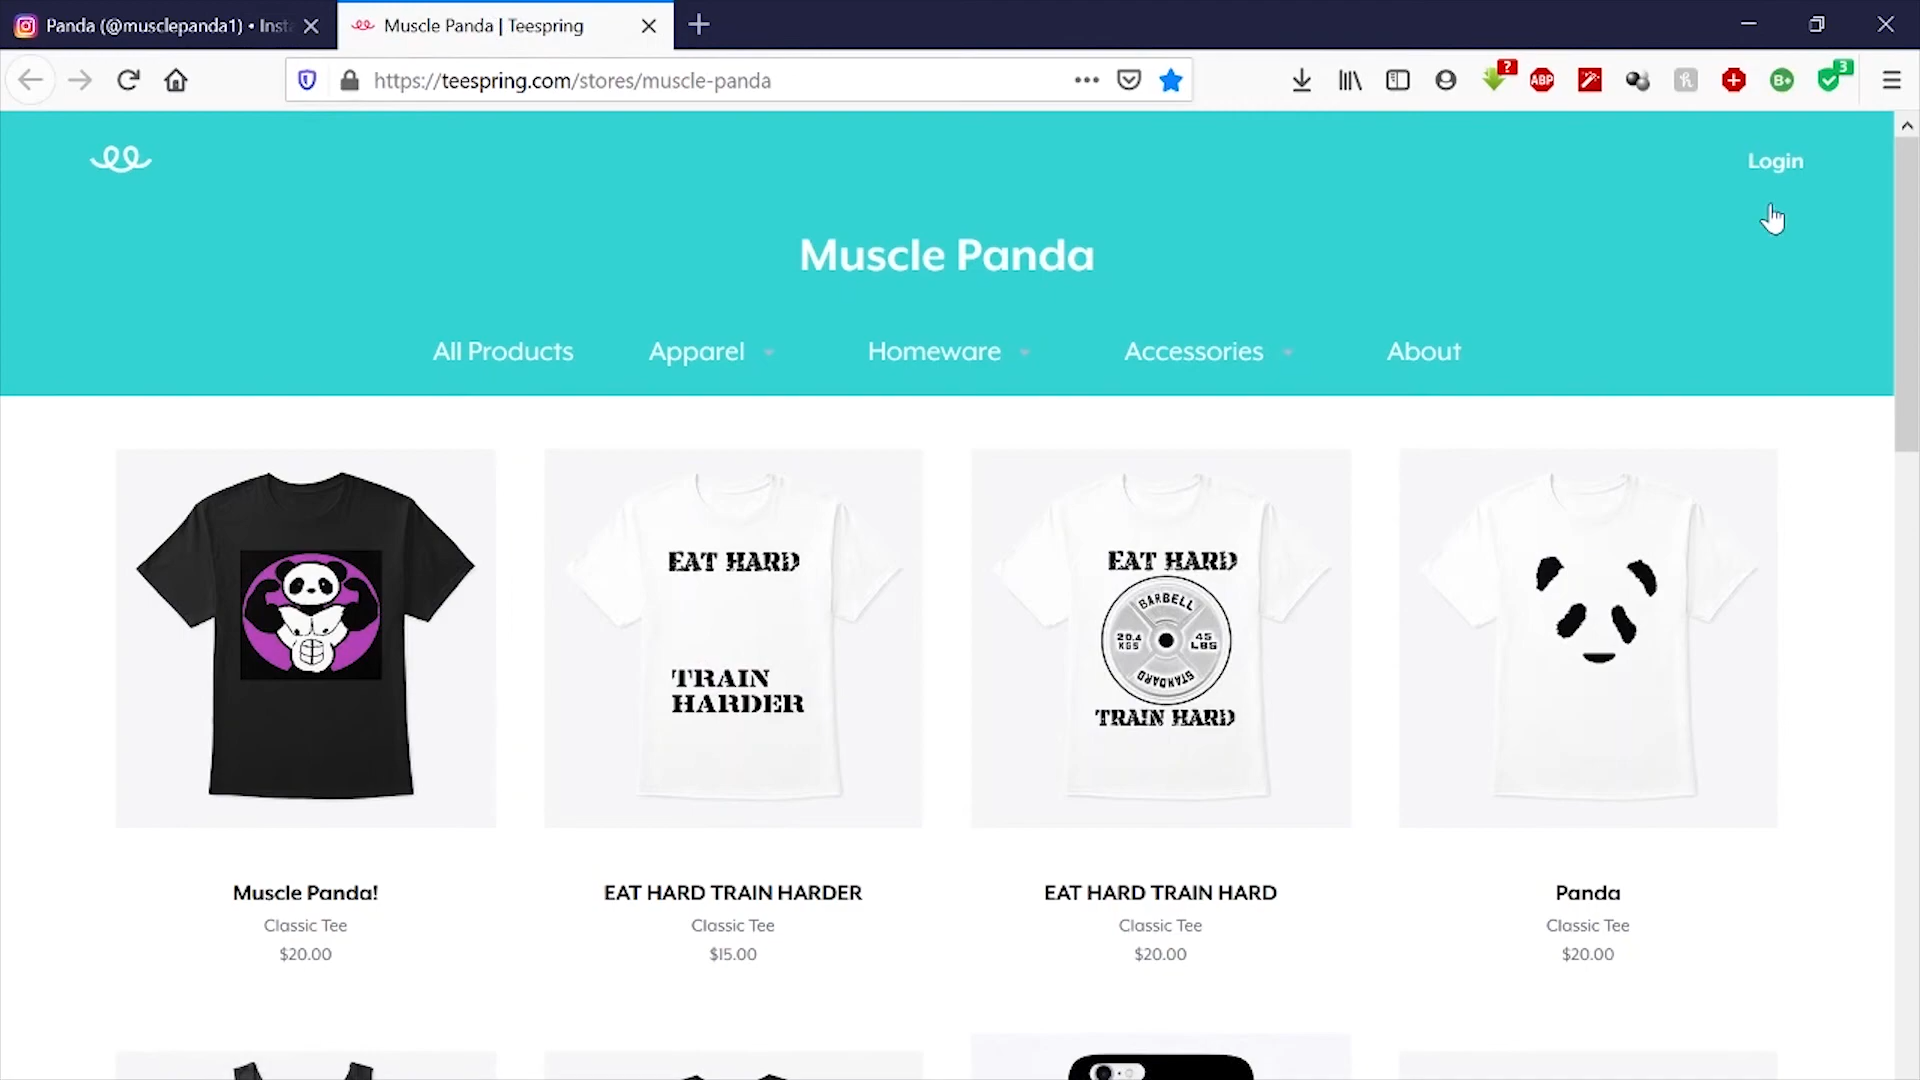 Panda (@musclepanda1) • Inst
Muscle Panda | Teespring
https://teespring.com/stores/muscle-panda
?
ABP
B+
3
Login
Muscle Panda
All Products
Apparel
Homeware
Accessories
About
EAT HARD
TRAIN
HARDER
EAT HARD
BARBELL
20.4
KGS
45
LBS
STANDARD
TRAIN HARD
Muscle Panda!
Classic Tee
$20.00
EAT HARD TRAIN HARDER
Classic Tee
$15.00
EAT HARD TRAIN HARD
Classic Tee
$20.00
Panda
Classic Tee
$20.00